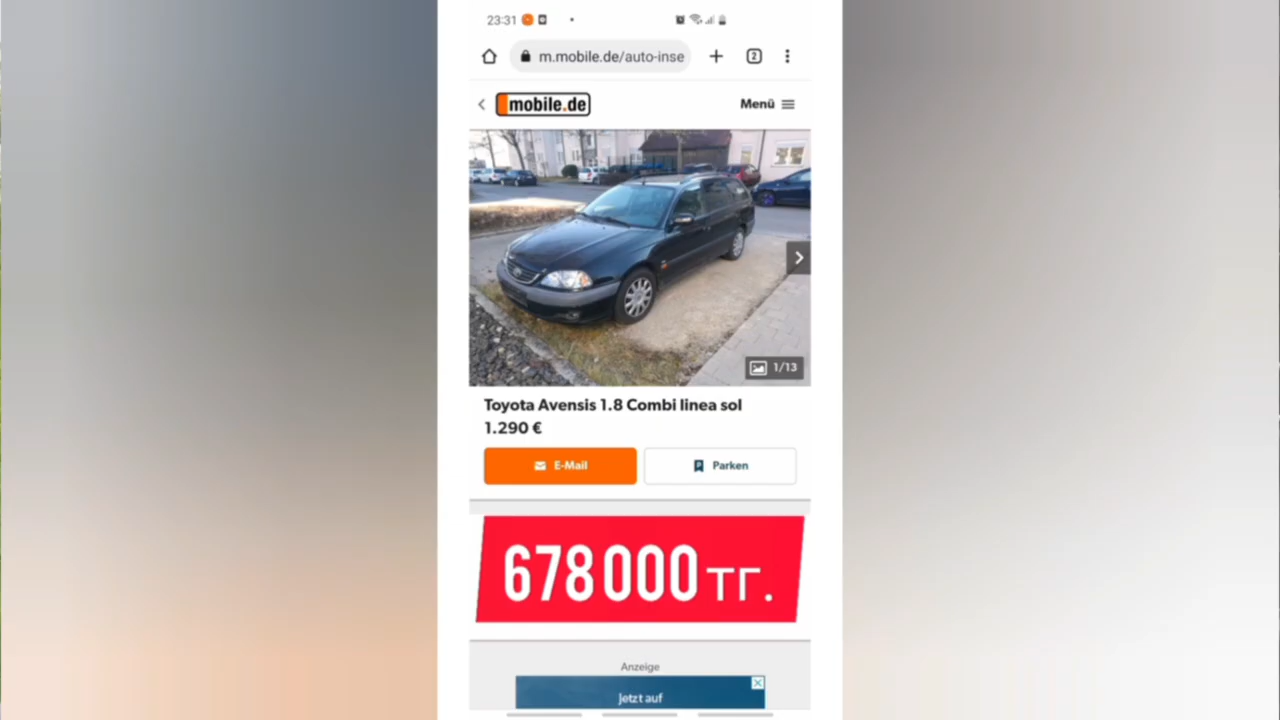 23:31
m.mobile.de/auto-inse
2
mobile.de
Menü
1/13
Toyota Avensis 1.8 Combi linea sol
1.290 €
E-Mail
Parken
678 000 тг.
Anzeige
Jetzt auf